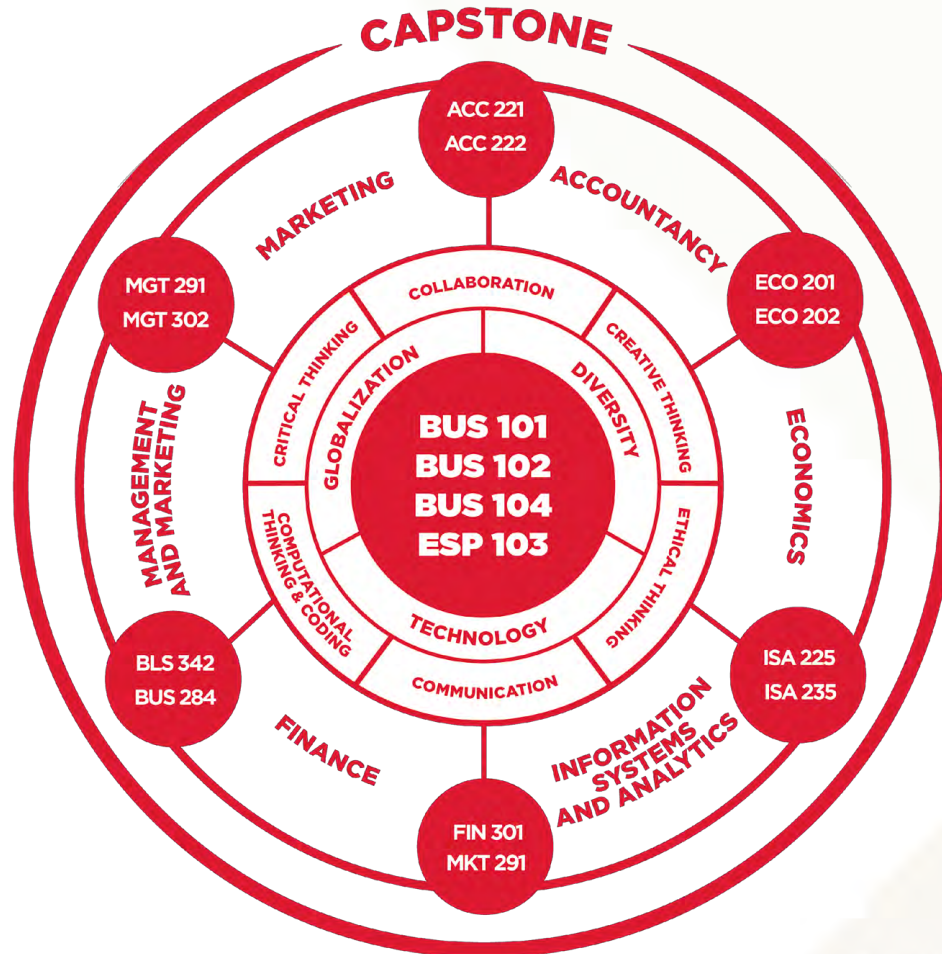 CAPSTONE
ACC 221
ACC 222
MARKETING
ACCOUNTANCY
MGT 291
MGT 302
ECO 201
ECO 202
COLLABORATION
CRITICAL THINKING
CREATIVE THINKING
GLOBALIZATION
DIVERSITY
BUS 101
BUS 102
BUS 104
ESP 103
MANAGEMENT
AND MARKETING
ECONOMICS
COMPUTATIONAL
THINKING & CODING
ETHICAL THINKING
TECHNOLOGY
COMMUNICATION
BLS 342
BUS 284
ISA 225
ISA 235
FINANCE
INFORMATION
SYSTEMS
AND ANALYTICS
FIN 301
MKT 291